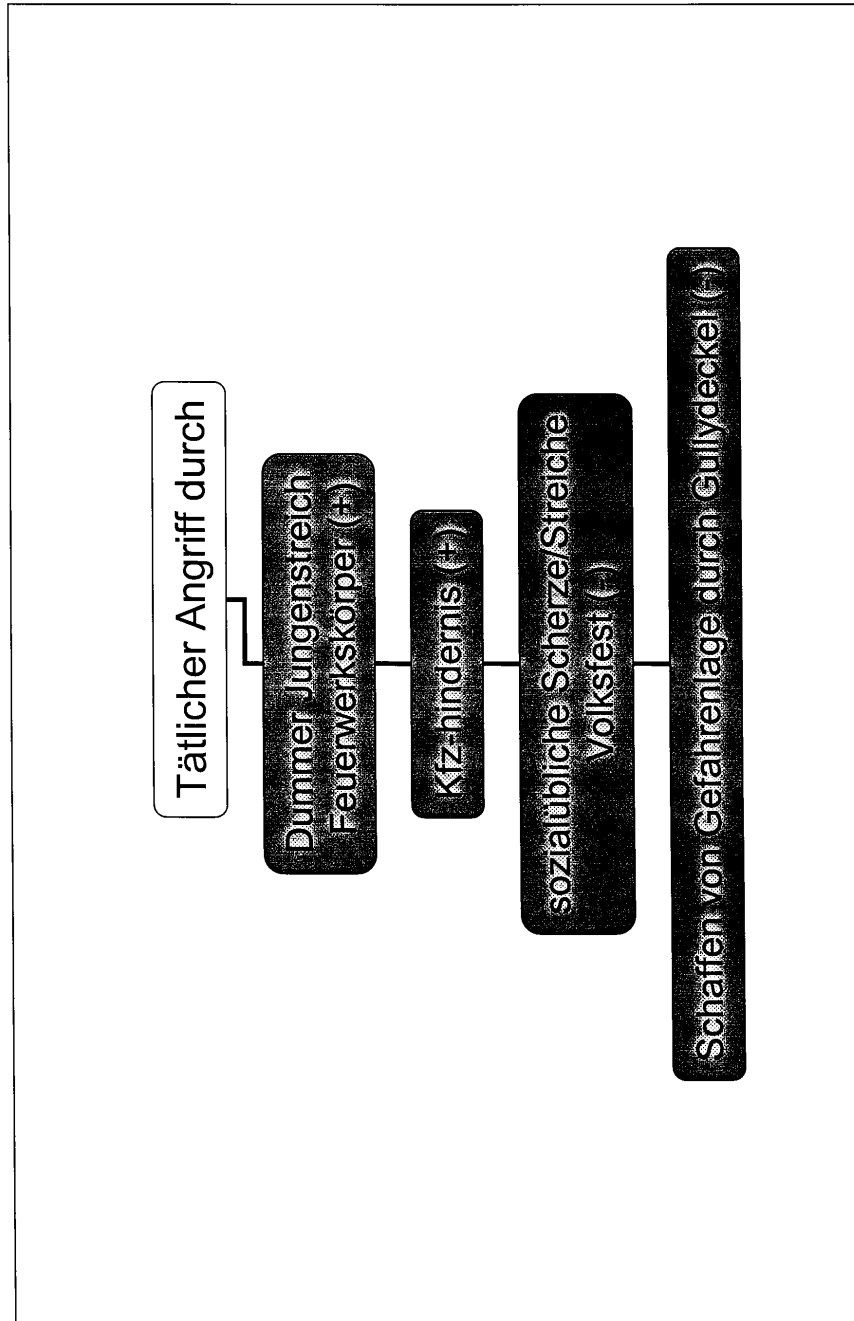 Tätlicher Angriff durch
Dummer Jungenstreich
Feuerwerkskörper (+)
Kfz-hindernis (+)
sozialübliche Scherze/Streiche
Volksfest (-)
Schaffen von Gefahrenlage durch Gullydeckel (-)